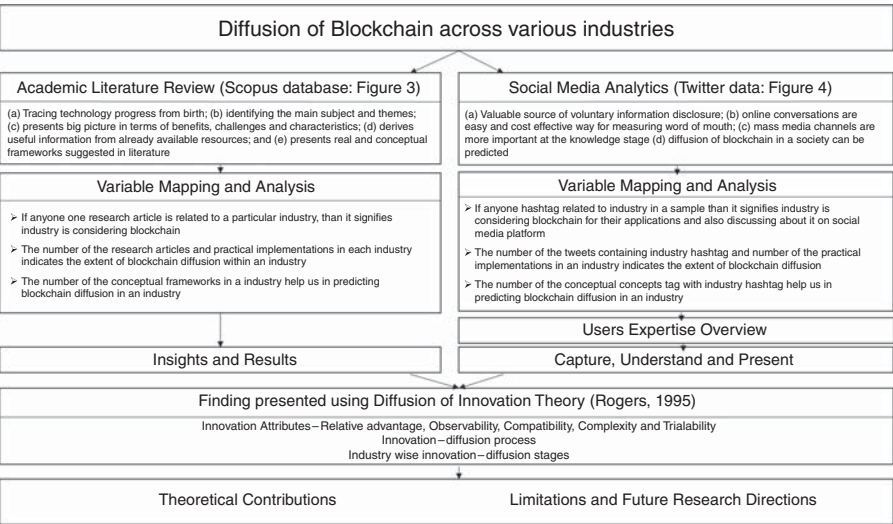 Diffusion of Blockchain across various industries
Academic Literature Review (Scopus database: Figure 3)
(a) Tracing technology progress from birth; (b) identifying the main subject and themes;
(c) presents big picture in terms of benefits, challenges and characteristics; (d) derives
useful information from already available resources; and (e) presents real and conceptual
frameworks suggested in literature
Variable Mapping and Analysis
➢ If anyone one research article is related to a particular industry, than it signifies
industry is considering blockchain
➢ The number of the research articles and practical implementations in each industry
indicates the extent of blockchain diffusion within an industry
➢ The number of the conceptual frameworks in a industry help us in predicting
blockchain diffusion in an industry
Insights and Results
Social Media Analytics (Twitter data: Figure 4)
(a) Valuable source of voluntary information disclosure; (b) online conversations are
easy and cost effective way for measuring word of mouth; (c) mass media channels are
more important at the knowledge stage (d) diffusion of blockchain in a society can be
predicted
Variable Mapping and Analysis
➢ If anyone hashtag related to industry in a sample than it signifies industry is
considering blockchain for their applications and also discussing about it on social
media platform
➢ The number of the tweets containing industry hashtag and number of the practical
implementations in an industry indicates the extent of blockchain diffusion
➢ The number of the conceptual concepts tag with industry hashtag help us in
predicting blockchain diffusion in an industry
Users Expertise Overview
Capture, Understand and Present
Finding presented using Diffusion of Innovation Theory (Rogers, 1995)
Innovation Attributes–Relative advantage, Observability, Compatibility, Complexity and Trialability
Innovation–diffusion process
Industry wise innovation–diffusion stages
Theoretical Contributions
Limitations and Future Research Directions